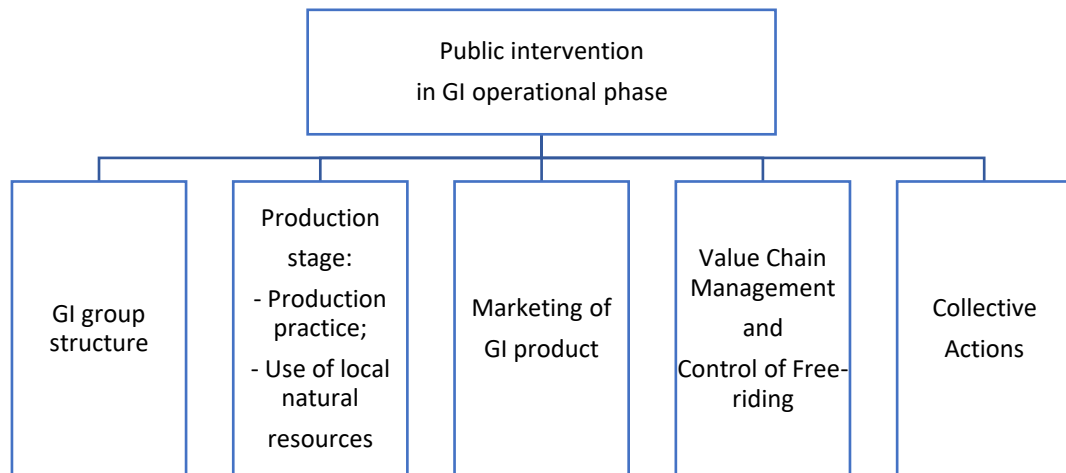 Public intervention
in GI operational phase
GI group
structure
Production
stage:
- Production
practice;
- Use of local
natural
resources
Marketing of
GI product
Value Chain
Management
and
Control of Free-
riding
Collective
Actions